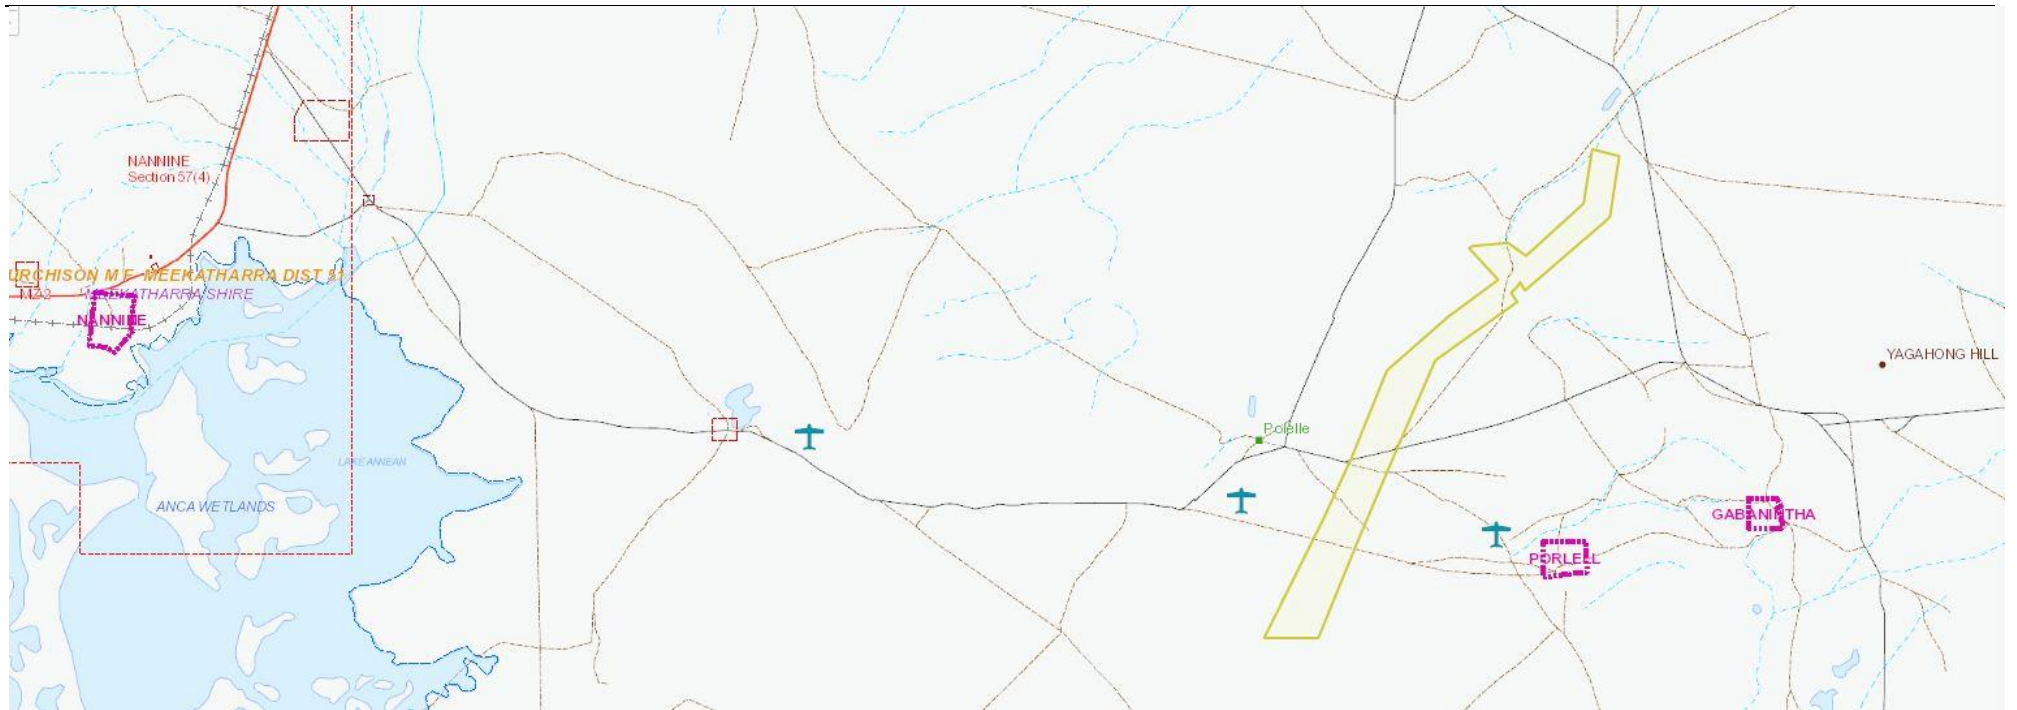 NANNINE
Section 57(4)
URCHISON M.F. MEEKATHARRA DIST 51
MEEKATHARRA SHIRE
NANNINE
YAGAHONG HILL
Polelle
LAKE ANNEAN
ANCA WETLANDS
GABANINTHA
PORLELL